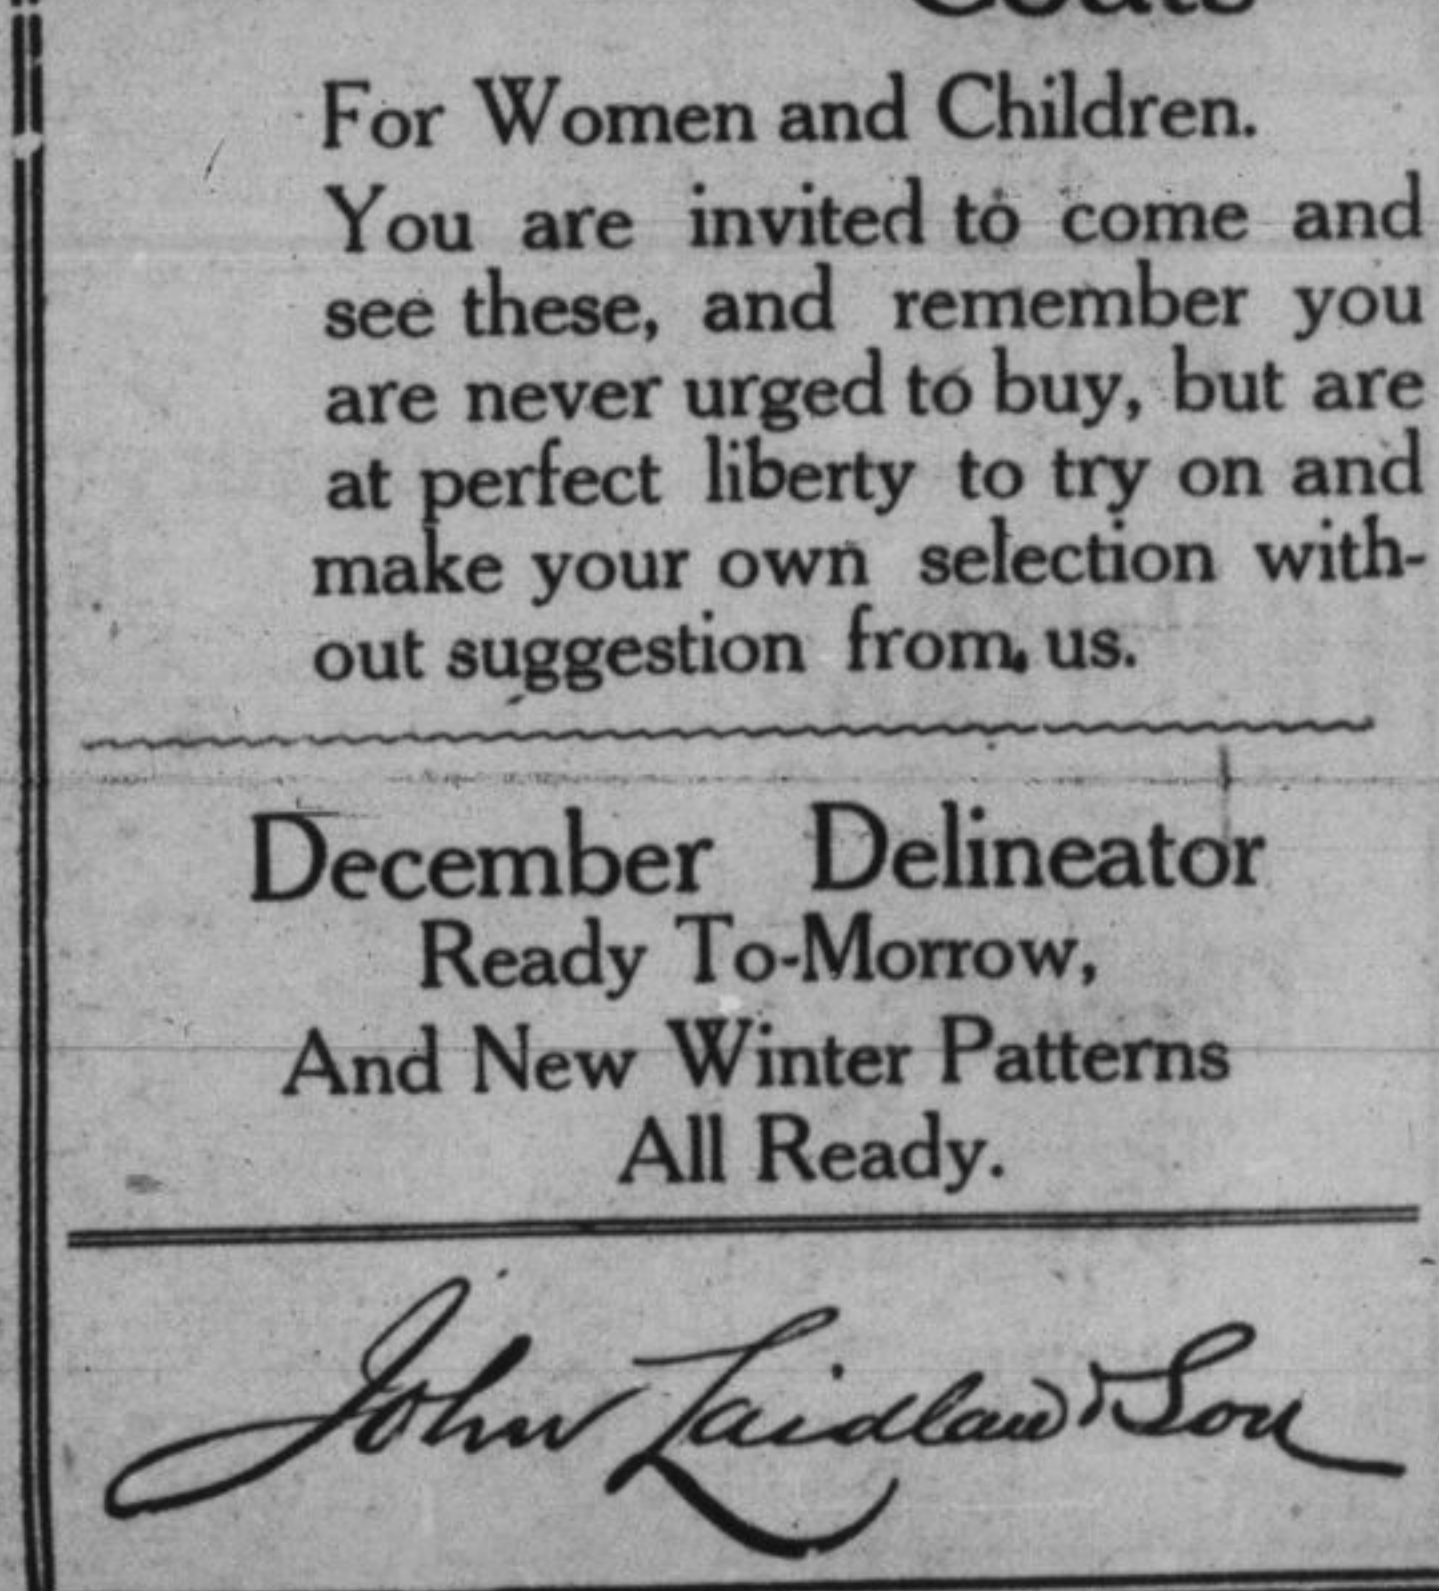 Coats
For Women and Children.
You are invited to come and
see these, and remember you
are never urged to buy, but are
at perfect liberty to try on and
make your own selection with-
out suggestion from us.
December Delineator
Ready To-Morrow,
And New Winter Patterns
All Ready.
John Laidlaw & Son